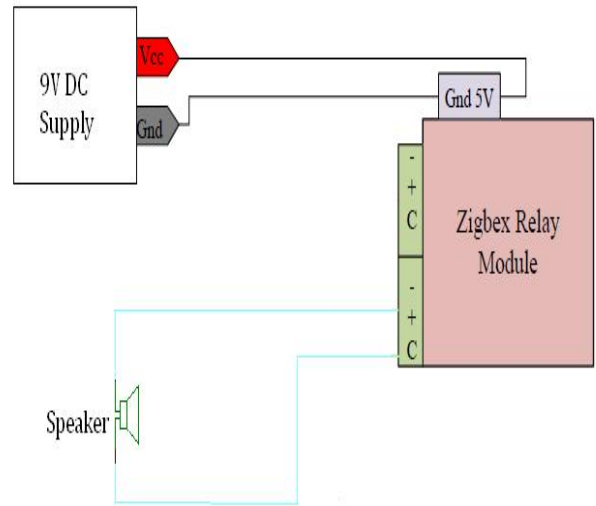 9V DC
Supply
Vcc
Gnd
Gnd 5V
-
+
C
-
+
C
Zigbex Relay
Module
Speaker